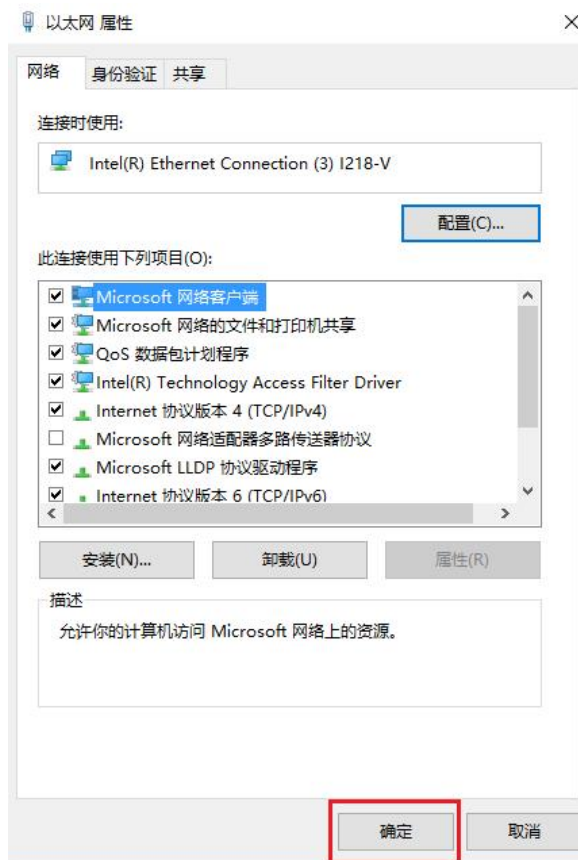 以太网 属性
网络 身份验证 共享
连接时使用:
Intel(R) Ethernet Connection (3) I218-V
配置(C)...
此连接使用下列项目(O):
Microsoft 网络客户端
Microsoft 网络的文件和打印机共享
QoS 数据包计划程序
Intel(R) Technology Access Filter Driver
Internet 协议版本 4 (TCP/IPv4)
Microsoft 网络适配器多路传送器协议
Microsoft LLDP 协议驱动程序
Internet 协议版本 6 (TCP/IPv6)
安装(N)... 卸载(U) 属性(R)
描述
允许你的计算机访问 Microsoft 网络上的资源。
确定 取消